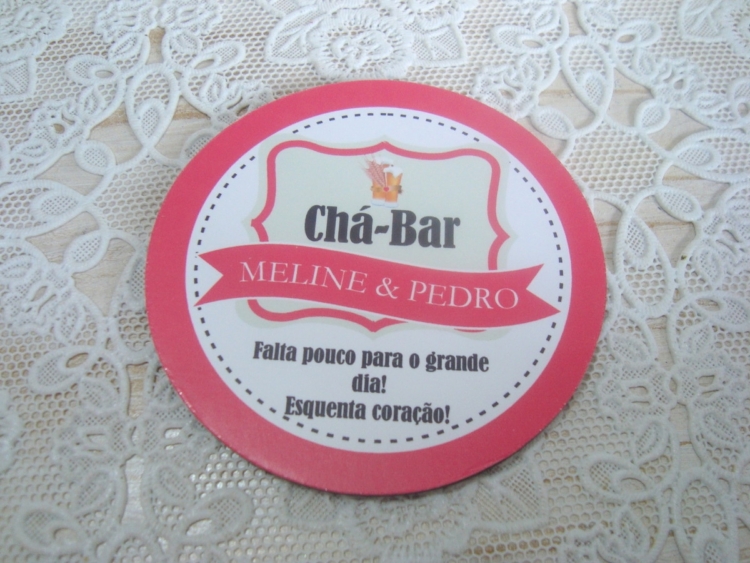 Chá-Bar
MELINE & PEDRO
Falta pouco para o grande
dia!
Esquenta coração!